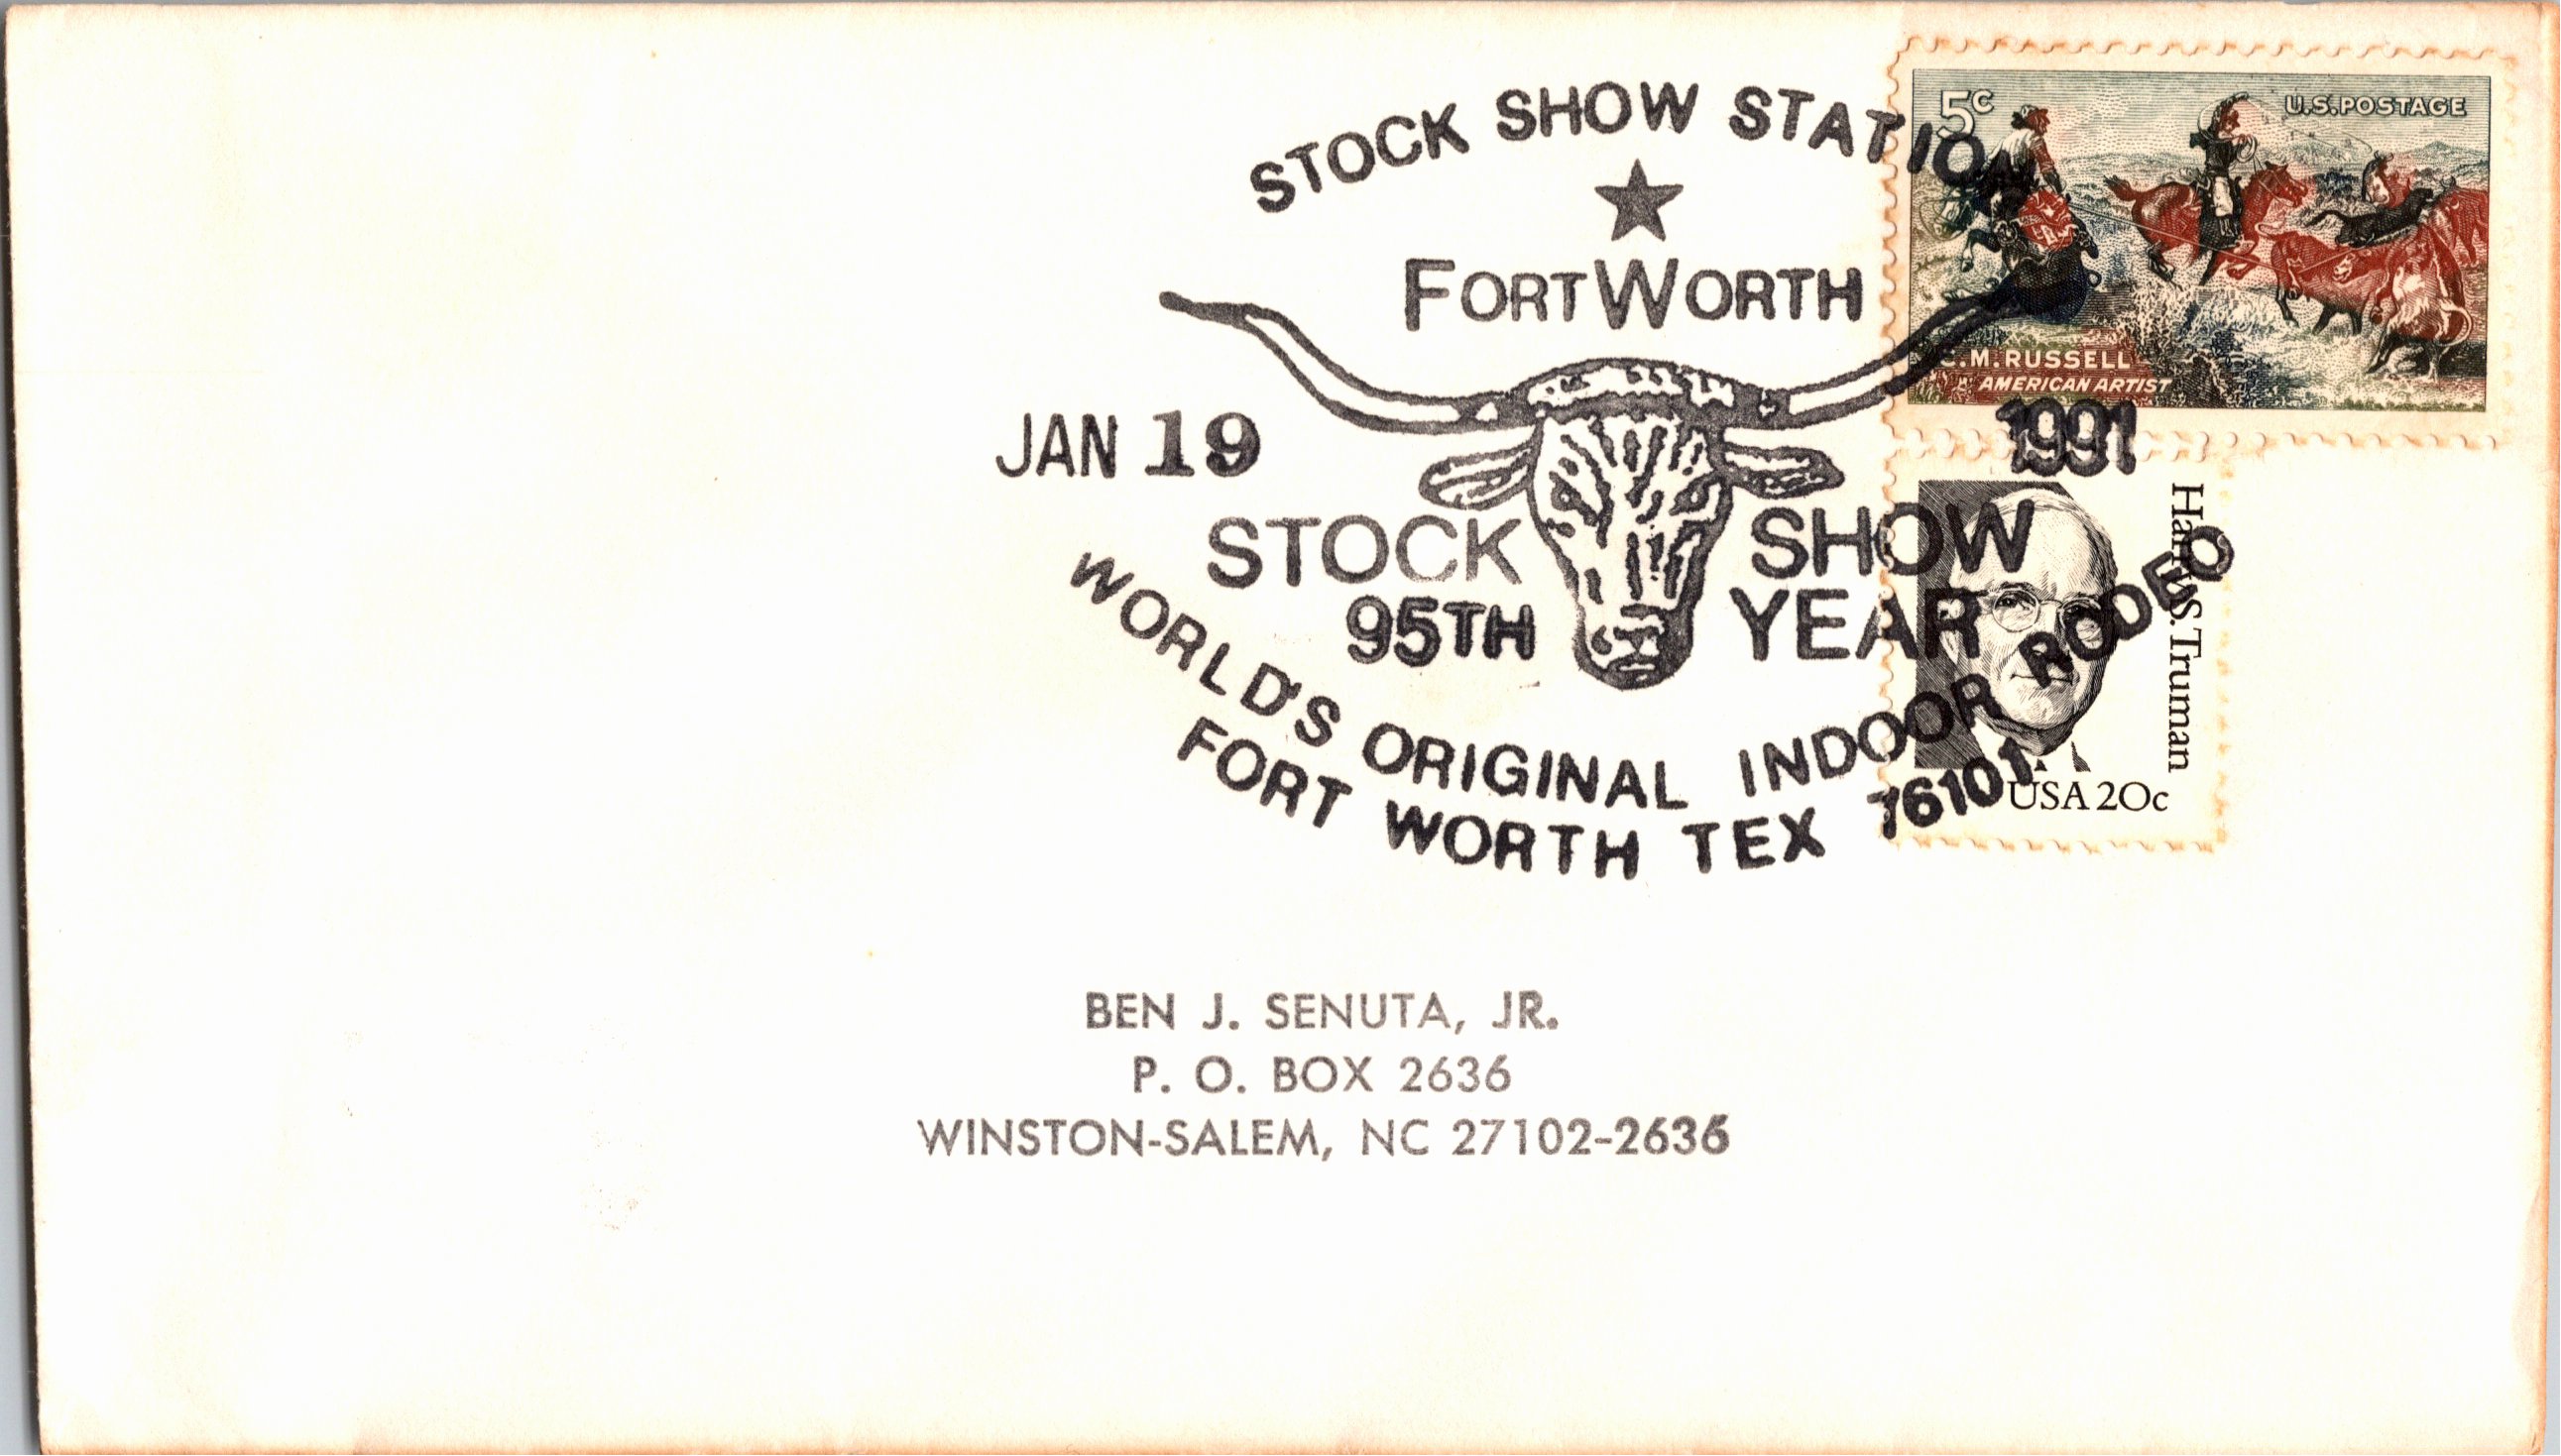 STOCK SHOW STATION
FORT WORTH
JAN 19 1991
STOCK SHOW
95TH YEAR
WORLD'S ORIGINAL INDOOR RODEO
FORT WORTH TEX 76101
5c U.S.POSTAGE
C.M.RUSSELL
AMERICAN ARTIST
Harry S. Truman
USA 20c
BEN J. SENUTA, JR.
P. O. BOX 2636
WINSTON-SALEM, NC 27102-2636